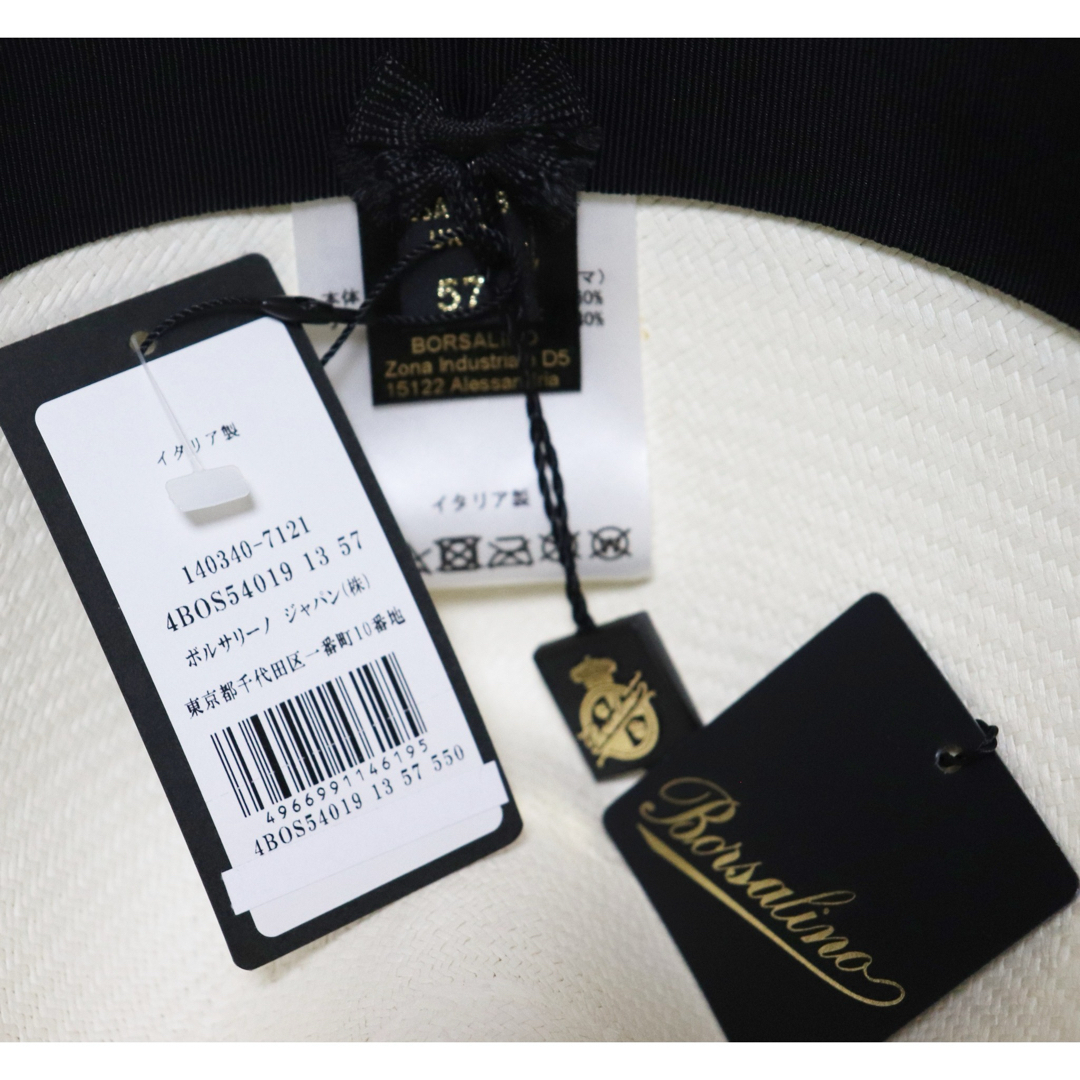 イタリア製
140340-7121
4BOS54019 13 57
ボルサリーノ ジャパン(株)
東京都千代田区一番町10番地
4966991146195
4BOS54019 13 57 550
57
BORSALINO
Zona Industriale D5
15122 Alessandria
本体
マ)
イタリア製
Borsalino